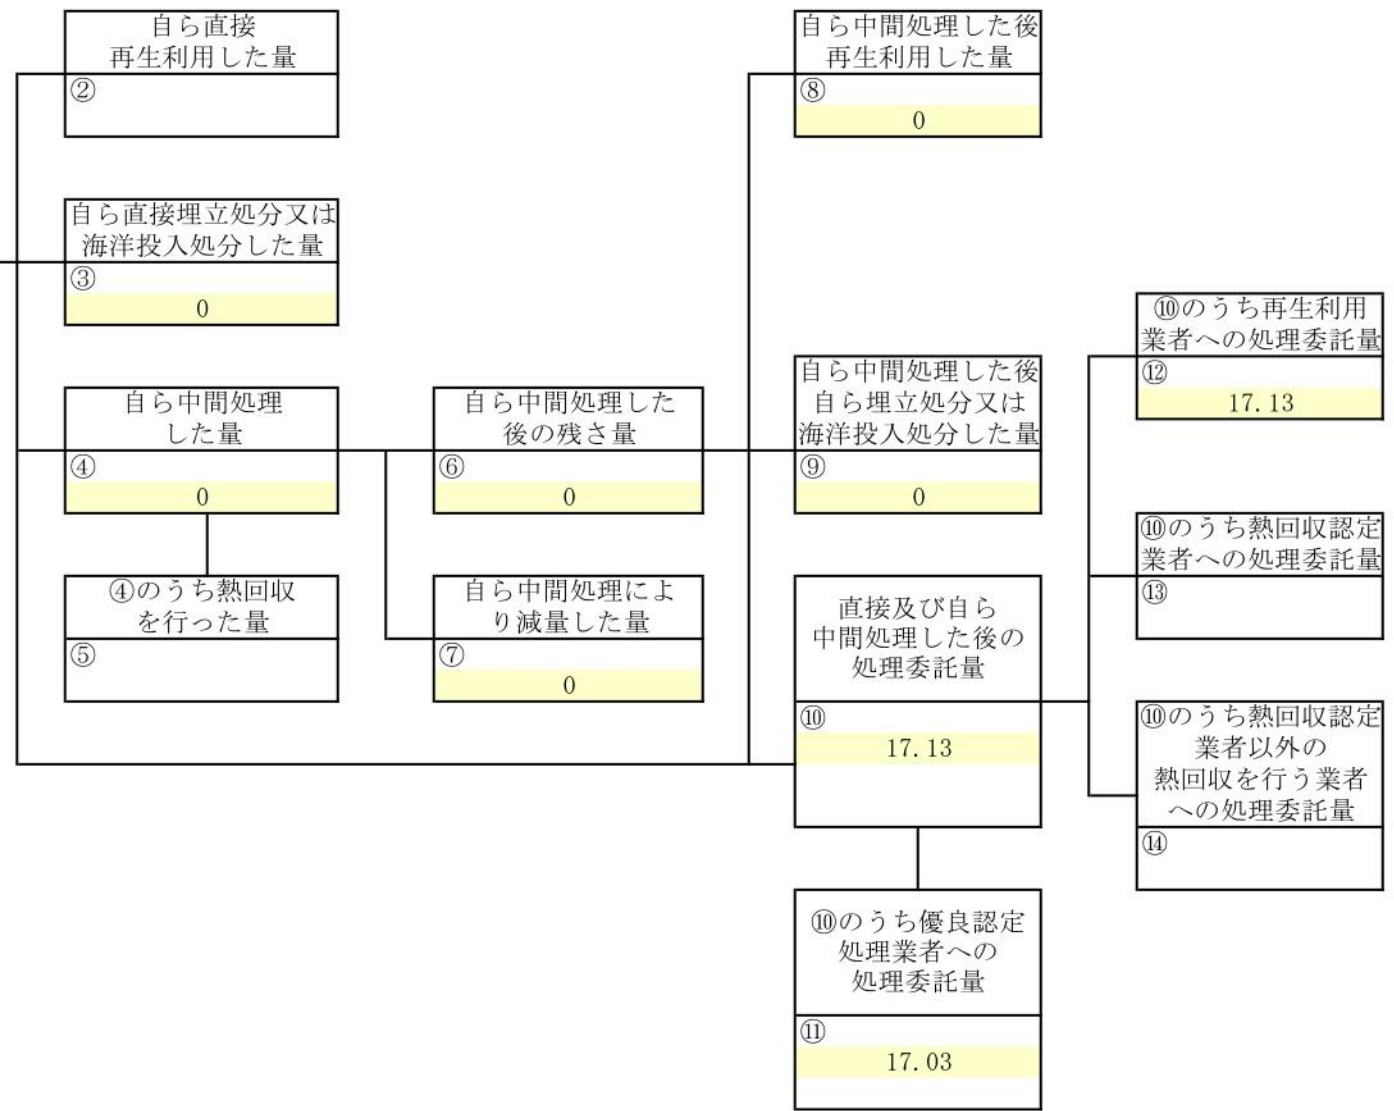 自ら直接
再生利用した量
②
自ら中間処理した後
再生利用した量
⑧
0
自ら直接埋立処分又は
海洋投入処分した量
③
0
⑩のうち再生利用
業者への処理委託量
⑫
17.13
自ら中間処理
した量
④
0
自ら中間処理した
後の残さ量
⑥
0
自ら中間処理した後
自ら埋立処分又は
海洋投入処分した量
⑨
0
⑩のうち熱回収認定
業者への処理委託量
⑬
④のうち熱回収
を行った量
⑤
自ら中間処理によ
り減量した量
⑦
0
直接及び自ら
中間処理した後の
処理委託量
⑩
17.13
⑩のうち熱回収認定
業者以外の
熱回収を行う業者
への処理委託量
⑭
⑩のうち優良認定
処理業者への
処理委託量
⑪
17.03